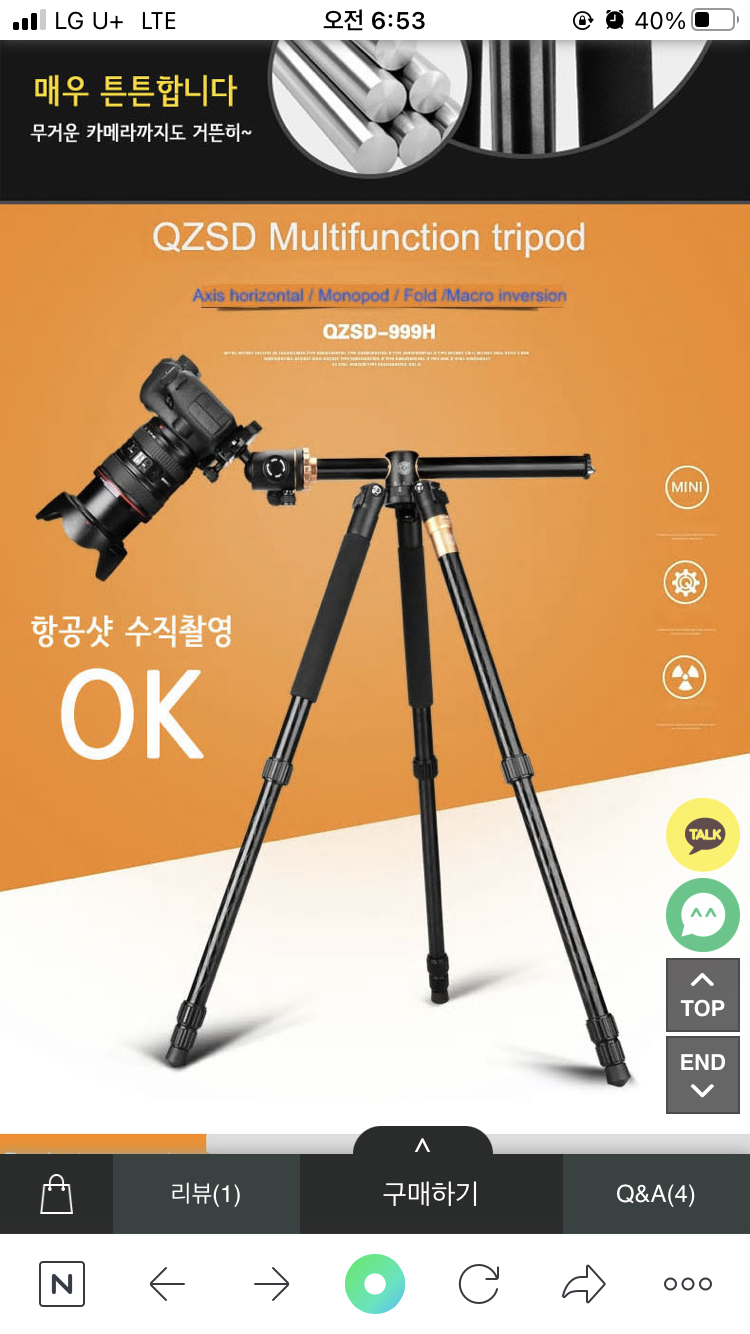 LG U+ LTE 오전 6:53 40%
매우 튼튼합니다
무거운 카메라까지도 거뜬히~
QZSD Multifunction tripod
Axis horizontal / Monopod / Fold /Macro inversion
QZSD-999H
MINI
항공샷 수직촬영
OK
TALK
TOP
END
리뷰(1) 구매하기 Q&A(4)
N